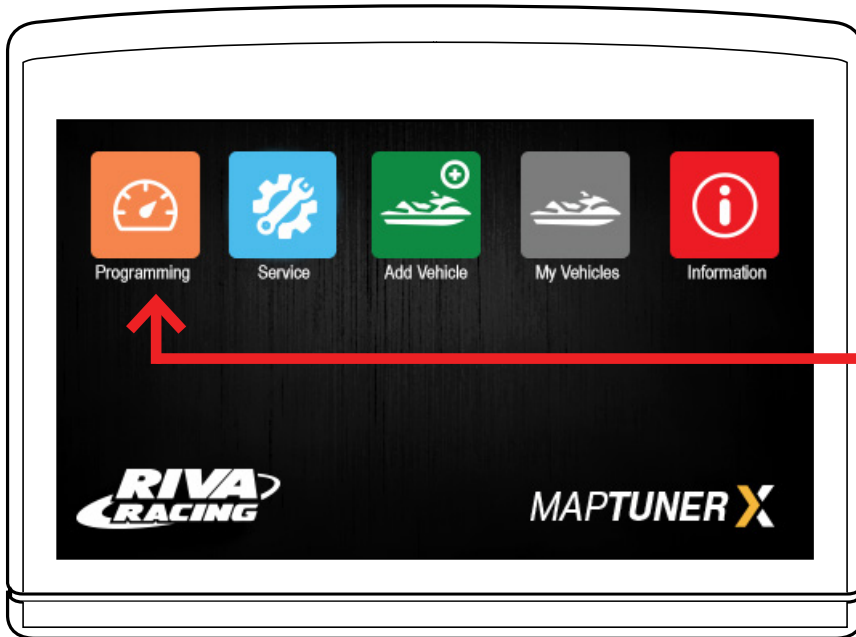 Programming
Service
Add Vehicle
My Vehicles
Information
RIVA
RACING
MAPTUNER X